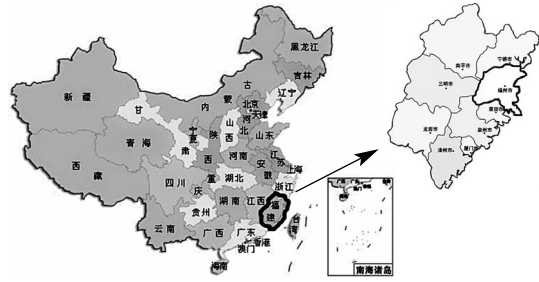 黑龙江
吉林
辽宁
新疆
甘
肃
内
蒙
古
北京
天津
河
北
山
西
山东
宁
夏
陕
西
青海
河南
江
苏
安
徽
上海
西藏
四川
重
庆
湖北
浙江
湖南
江西
福
建
贵州
云南
广西
广东
台
湾
香港
澳门
海南
南海诸岛
南平市
宁德市
三明市
福州市
莆田市
龙岩市
泉州市
漳州市
厦门市